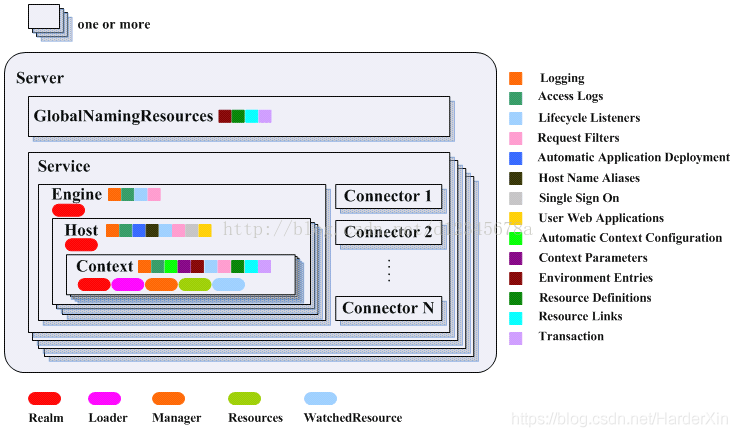 one or more
Server
GlobalNamingResources
Service
Engine
Host
Context
Connector 1
Connector 2
Connector N
Logging
Access Logs
Lifecycle Listeners
Request Filters
Automatic Application Deployment
Host Name Aliases
Single Sign On
User Web Applications
Automatic Context Configuration
Context Parameters
Environment Entries
Resource Definitions
Resource Links
Transaction
Realm
Loader
Manager
Resources
WatchedResource
https://blog.csdn.net/HarderXin